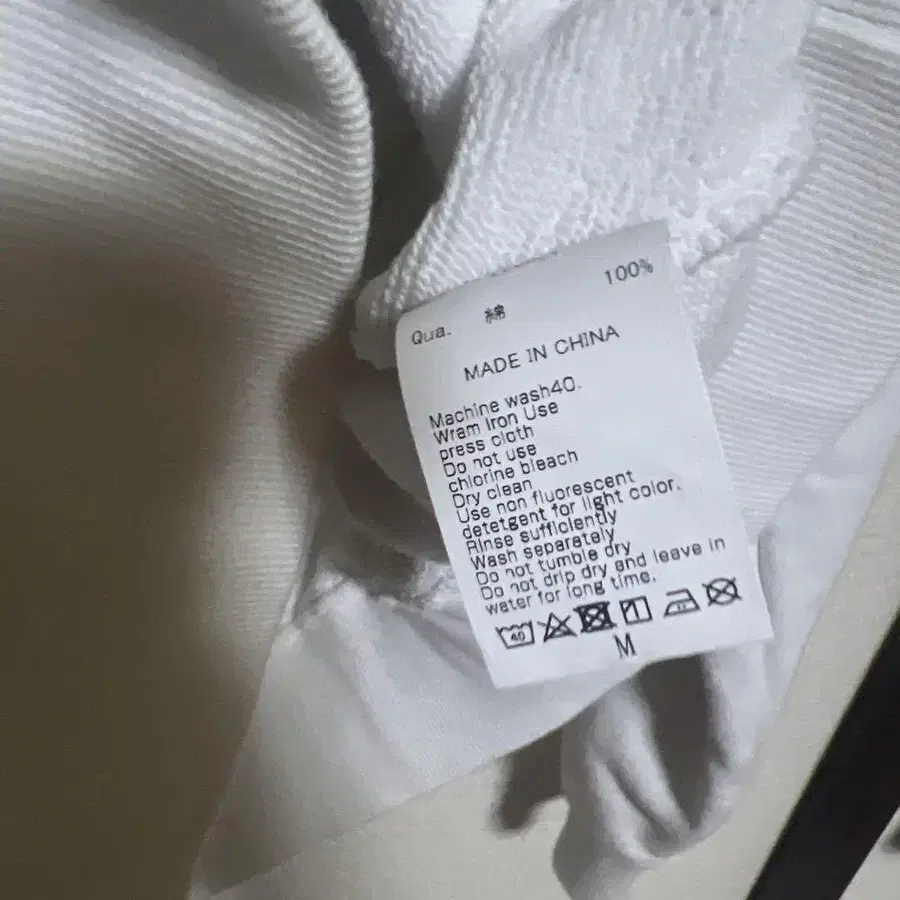 Qua. 綿 100%
MADE IN CHINA
Machine wash40.
Wram Iron Use
press cloth
Do not use
chlorine bleach
Dry clean
Use non fluorescent
detetgent for light color.
Rinse sufficiently
Wash separately
Do not tumble dry
Do not drip dry and leave in
water for long time.
40
M